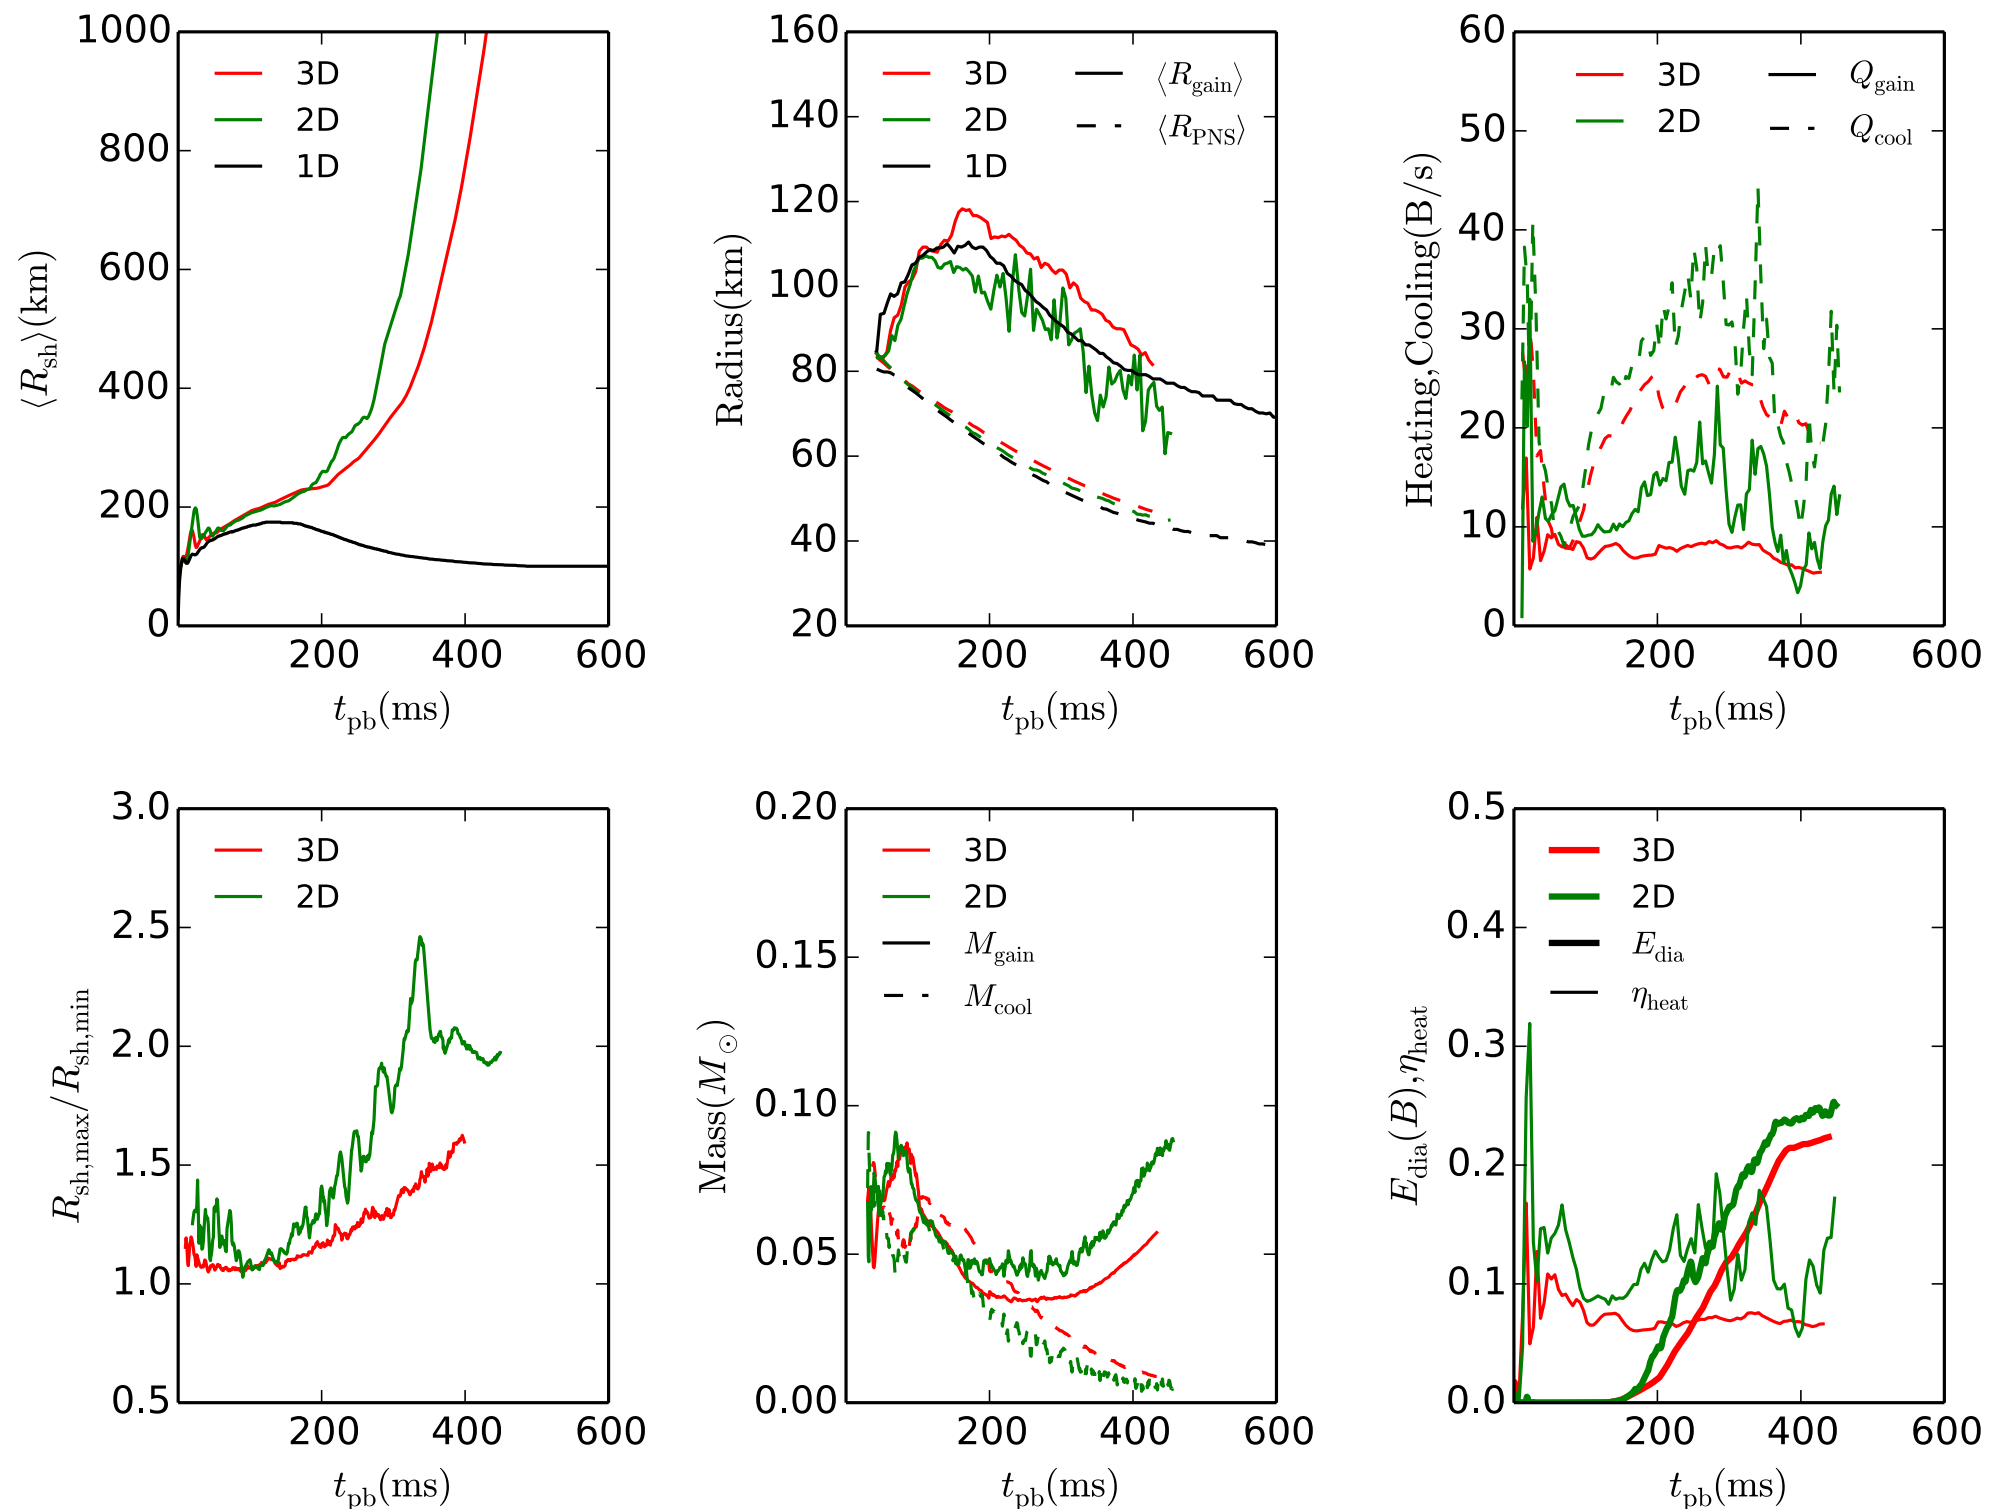 1000
800
600
400
200
0
200 400 600
⟨R_sh⟩(km)
t_pb(ms)
3D
2D
1D
160
140
120
100
80
60
40
20
200 400 600
Radius(km)
t_pb(ms)
3D
2D
1D
⟨R_gain⟩
⟨R_PNS⟩
60
50
40
30
20
10
0
200 400 600
Heating,Cooling(B/s)
t_pb(ms)
3D
2D
Q_gain
Q_cool
3.0
2.5
2.0
1.5
1.0
0.5
200 400 600
R_sh,max/R_sh,min
t_pb(ms)
3D
2D
0.20
0.15
0.10
0.05
0.00
200 400 600
Mass(M_⊙)
t_pb(ms)
3D
2D
M_gain
M_cool
0.5
0.4
0.3
0.2
0.1
0.0
200 400 600
E_dia(B),η_heat
t_pb(ms)
3D
2D
E_dia
η_heat